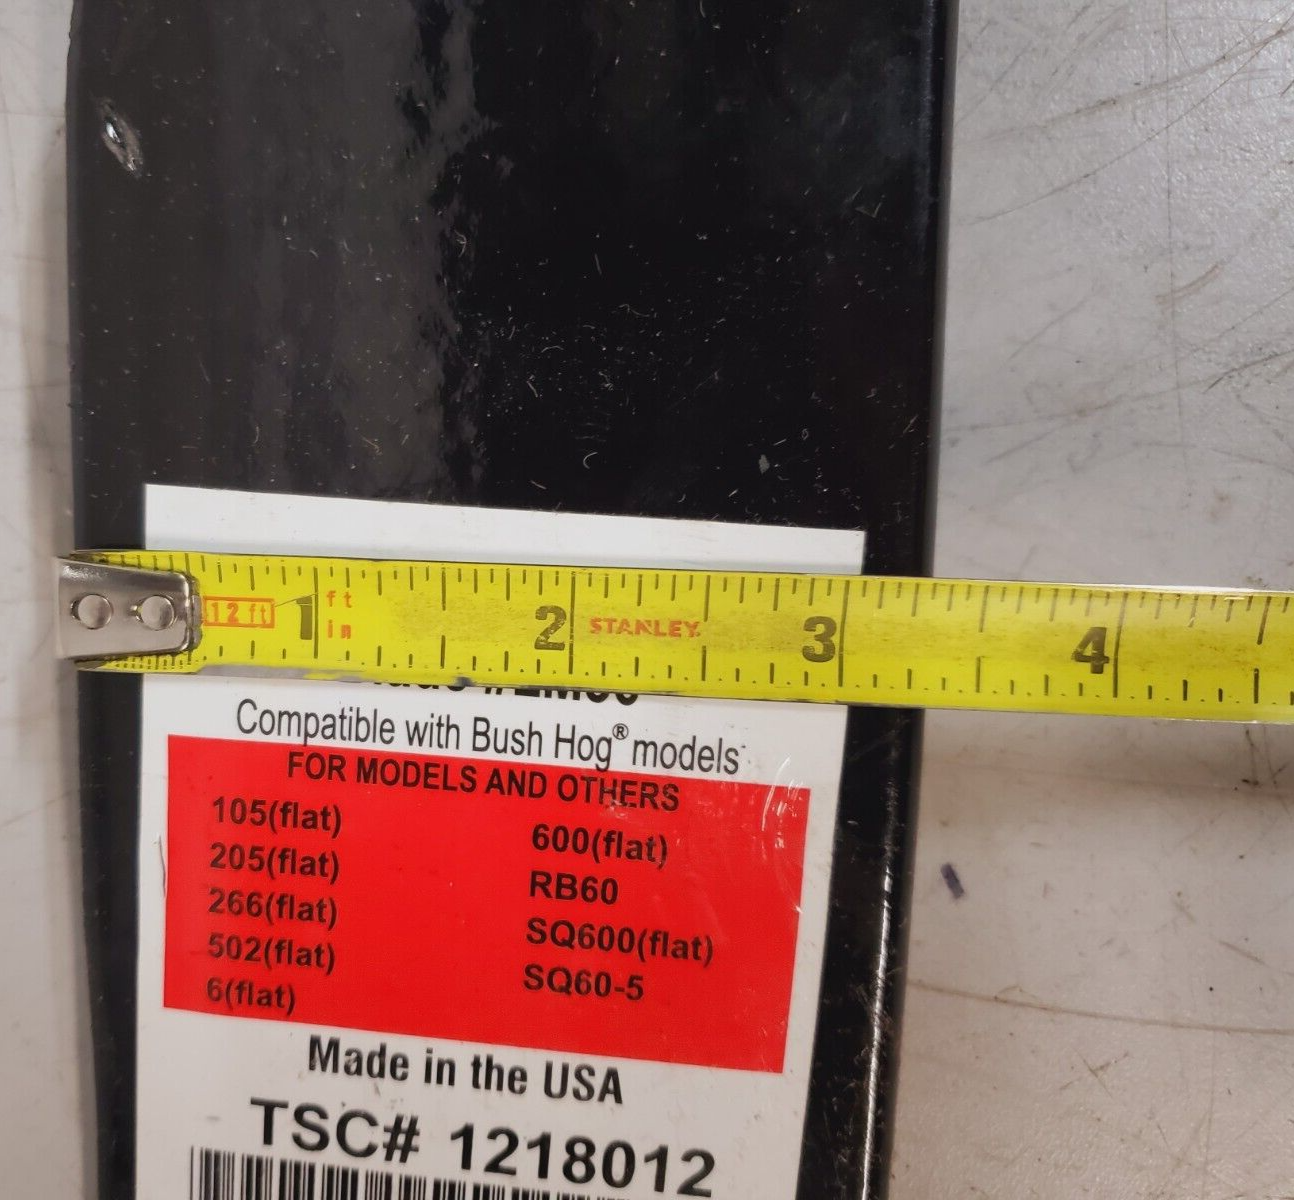 12 ft
1 ft in 2 STANLEY 3 4
Compatible with Bush Hog® models
FOR MODELS AND OTHERS
105(flat)
205(flat)
266(flat)
502(flat)
6(flat)
600(flat)
RB60
SQ600(flat)
SQ60-5
Made in the USA
TSC# 1218012